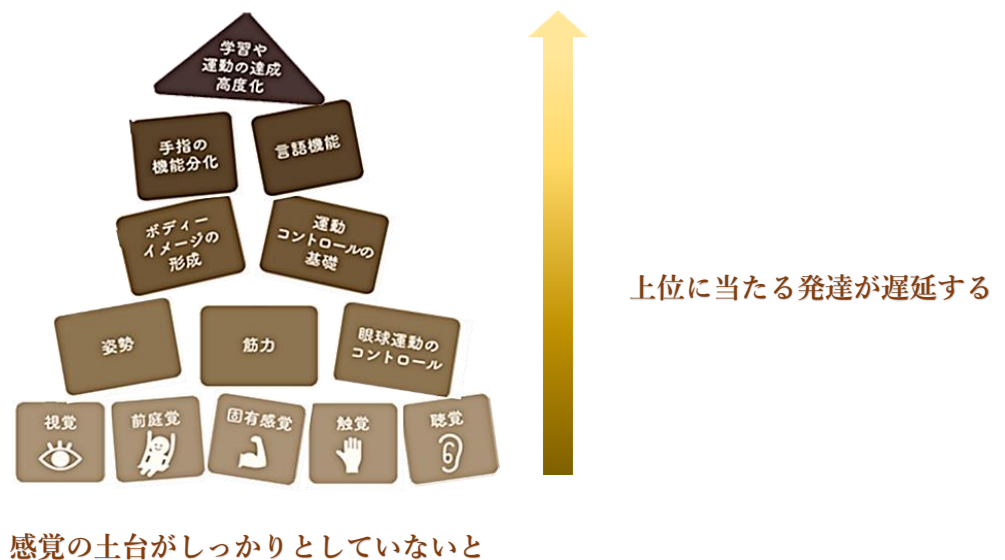 学習や
運動の達成
高度化
手指の
機能分化
言語機能
ボディー
イメージの
形成
運動
コントロールの
基礎
姿勢
筋力
眼球運動の
コントロール
視覚
前庭覚
固有感覚
触覚
聴覚
上位に当たる発達が遅延する
感覚の土台がしっかりとしていないと